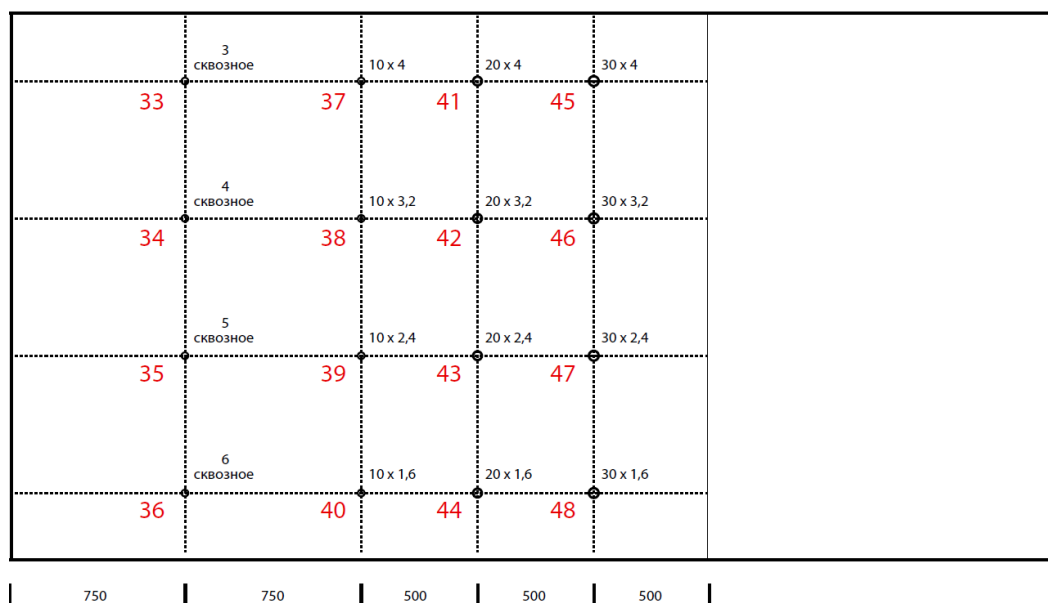 3
сквозное
10 x 4
20 x 4
30 x 4
33
37
41
45
4
сквозное
10 x 3,2
20 x 3,2
30 x 3,2
34
38
42
46
5
сквозное
10 x 2,4
20 x 2,4
30 x 2,4
35
39
43
47
6
сквозное
10 x 1,6
20 x 1,6
30 x 1,6
36
40
44
48
750
750
500
500
500